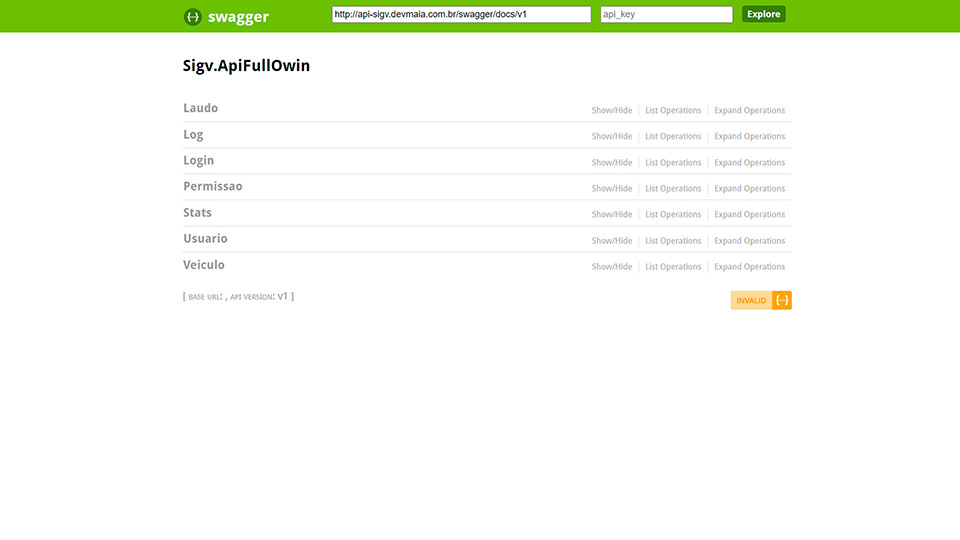 swagger http://api-sigv.devmaia.com.br/swagger/docs/v1 api_key Explore
Sigv.ApiFullOwin
Laudo Show/Hide List Operations Expand Operations
Log Show/Hide List Operations Expand Operations
Login Show/Hide List Operations Expand Operations
Permissao Show/Hide List Operations Expand Operations
Stats Show/Hide List Operations Expand Operations
Usuario Show/Hide List Operations Expand Operations
Veiculo Show/Hide List Operations Expand Operations
[ BASE URL: , API VERSION: V1 ] INVALID {--}